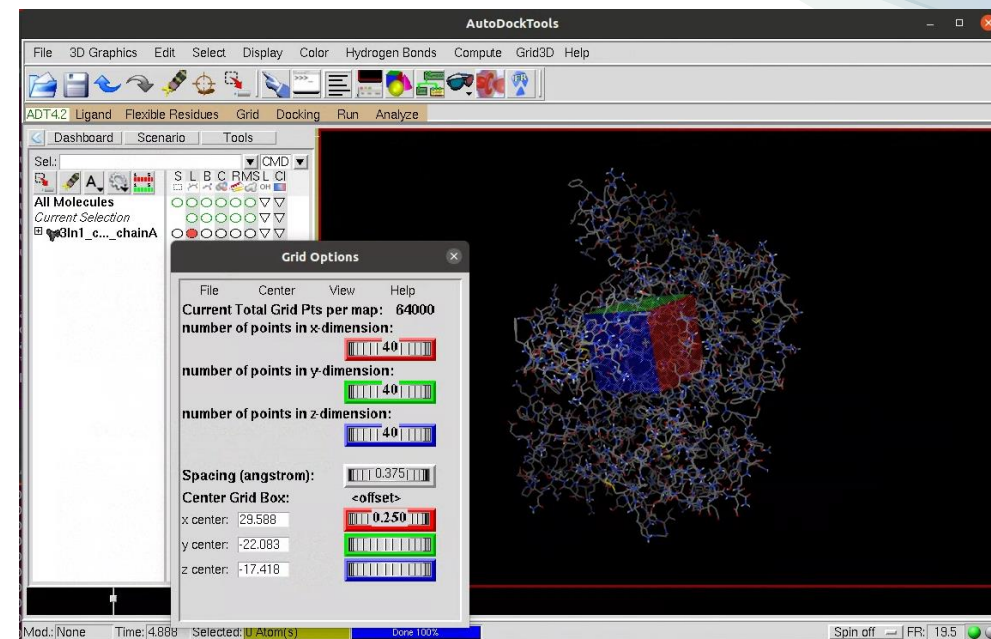 AutoDockTools
File 3D Graphics Edit Select Display Color Hydrogen Bonds Compute Grid3D Help
ADT4.2 Ligand Flexible Residues Grid Docking Run Analyze
Dashboard Scenario Tools
Sel.: CMD
S L B C R MS L Cl
All Molecules
Current Selection
3ln1_c..._chainA
Grid Options
File Center View Help
Current Total Grid Pts per map: 64000
number of points in x-dimension:
40
number of points in y-dimension:
40
number of points in z-dimension:
40
Spacing (angstrom): 0.375
Center Grid Box: <offset>
x center: 29.588 0.250
y center: -22.083
z center: -17.418
Mod.: None Time: 4.888 Selected: 0 Atom(s) Done 100% Spin off FR: 19.5